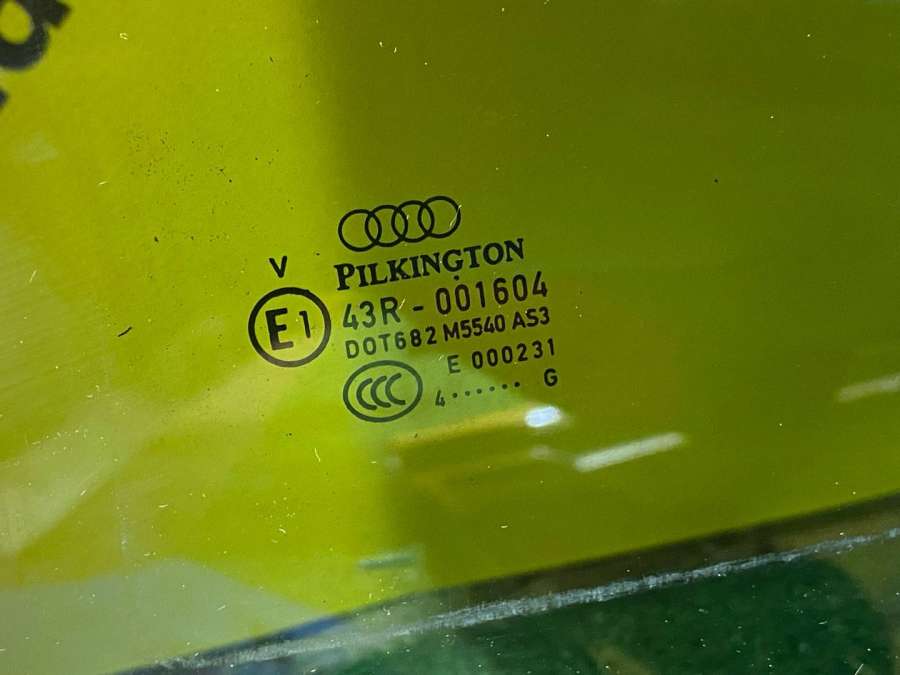 V
PILKINGTON
E1
43R - 001604
DOT682 M5540 AS3
E 000231
CCC
4 ...... G